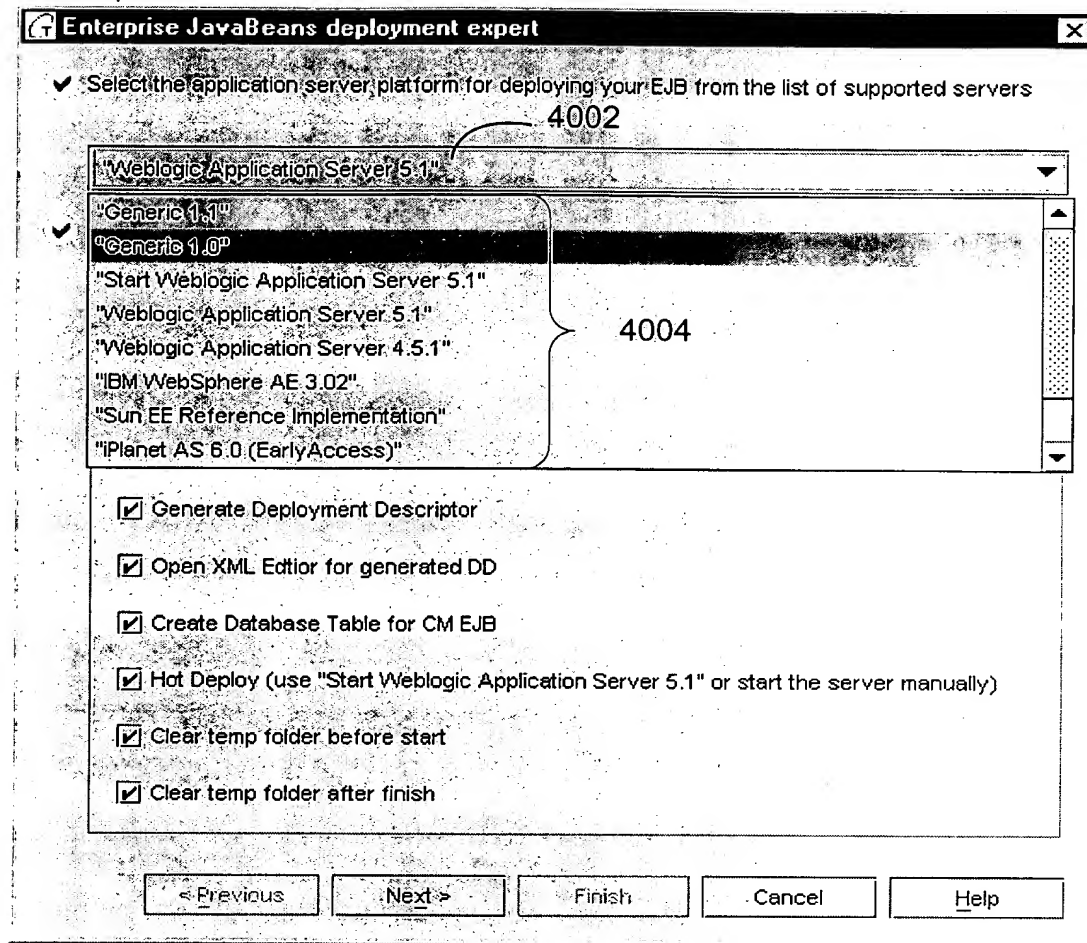 Enterprise JavaBeans deployment expert
Select the application server platform for deploying your EJB from the list of supported servers
4002
"Weblogic Application Server 5.1"
"Generic 1.1"
"Generic 1.0"
"Start Weblogic Application Server 5.1"
"Weblogic Application Server 5.1"
4004
"Weblogic Application Server 4.5.1"
"IBM WebSphere AE 3.02"
"Sun EE Reference Implementation"
"iPlanet AS 6.0 (EarlyAccess)"
Generate Deployment Descriptor
Open XML Edtior for generated DD
Create Database Table for CM EJB
Hot Deploy (use "Start Weblogic Application Server 5.1" or start the server manually)
Clear temp folder before start
Clear temp folder after finish
< Previous Next > Finish Cancel Help